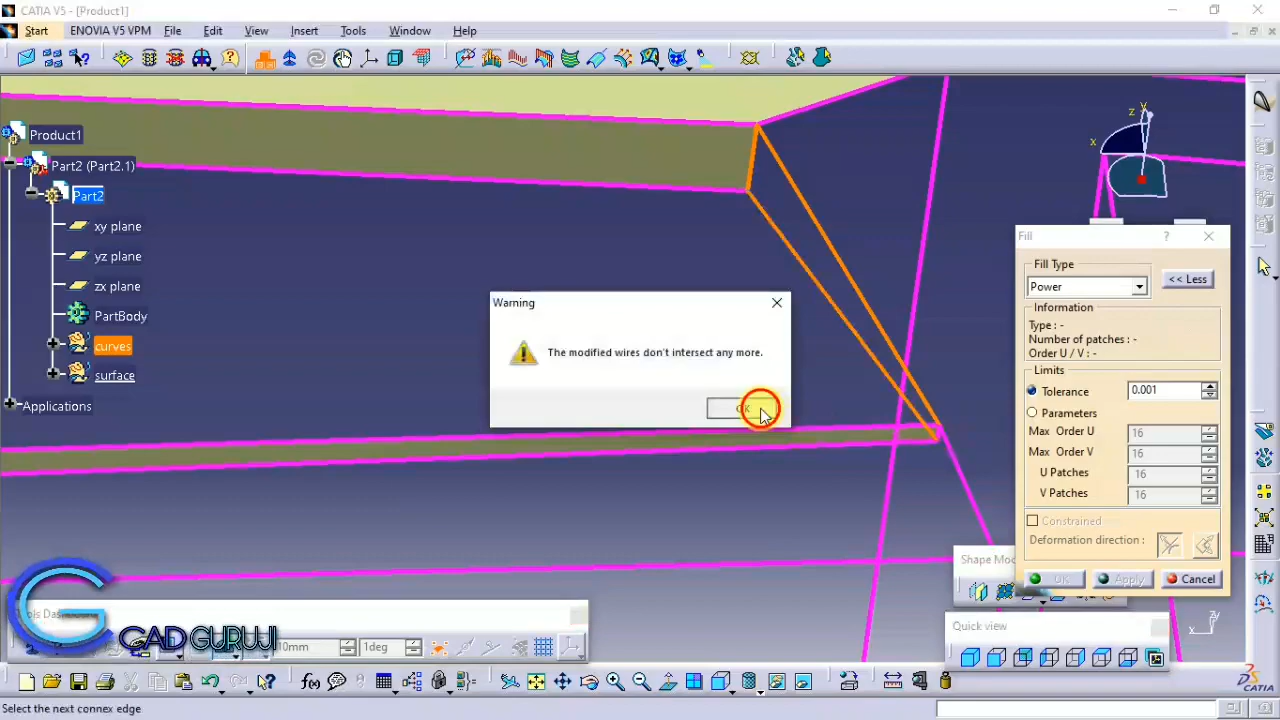 CATIA V5 - [Product1]
Start ENOVIA V5 VPM File Edit View Insert Tools Window Help
Product1
Part2 (Part2.1)
Part2
xy plane
yz plane
zx plane
PartBody
curves
surface
Applications
z y
x
Warning
The modified wires don't intersect any more.
OK
Fill ?
Fill Type
Power << Less
Information
Type : -
Number of patches : -
Order U / V : -
Limits
Tolerance 0.001
Parameters
Max Order U 16
Max Order V 16
U Patches 16
V Patches 16
Constrained
Deformation direction :
OK Apply Cancel
Quick view
CAD GURUJI
1deg
f(x)
CATIA
Select the next connex edge